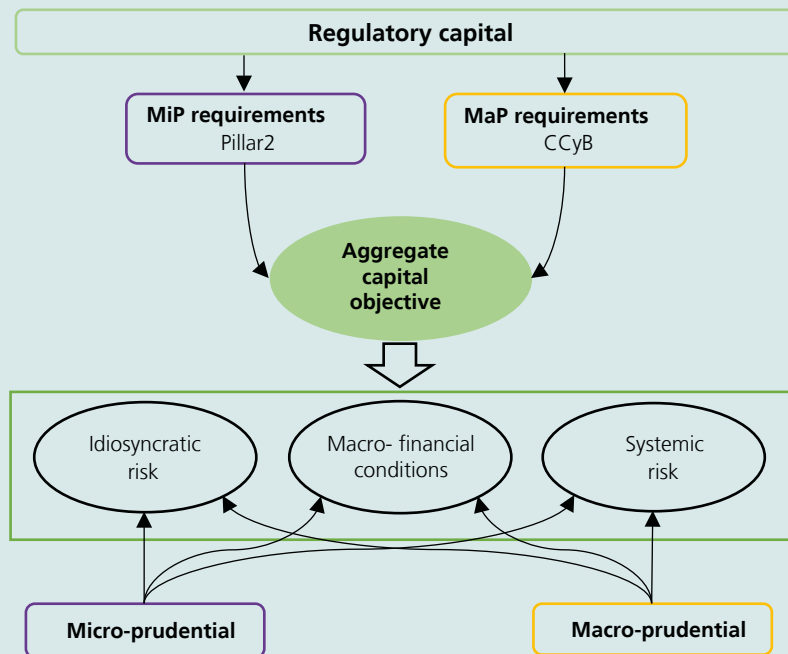 Regulatory capital
MiP requirements
Pillar2
MaP requirements
CCyB
Aggregate
capital
objective
Idiosyncratic
risk
Macro- financial
conditions
Systemic
risk
Micro-prudential
Macro-prudential